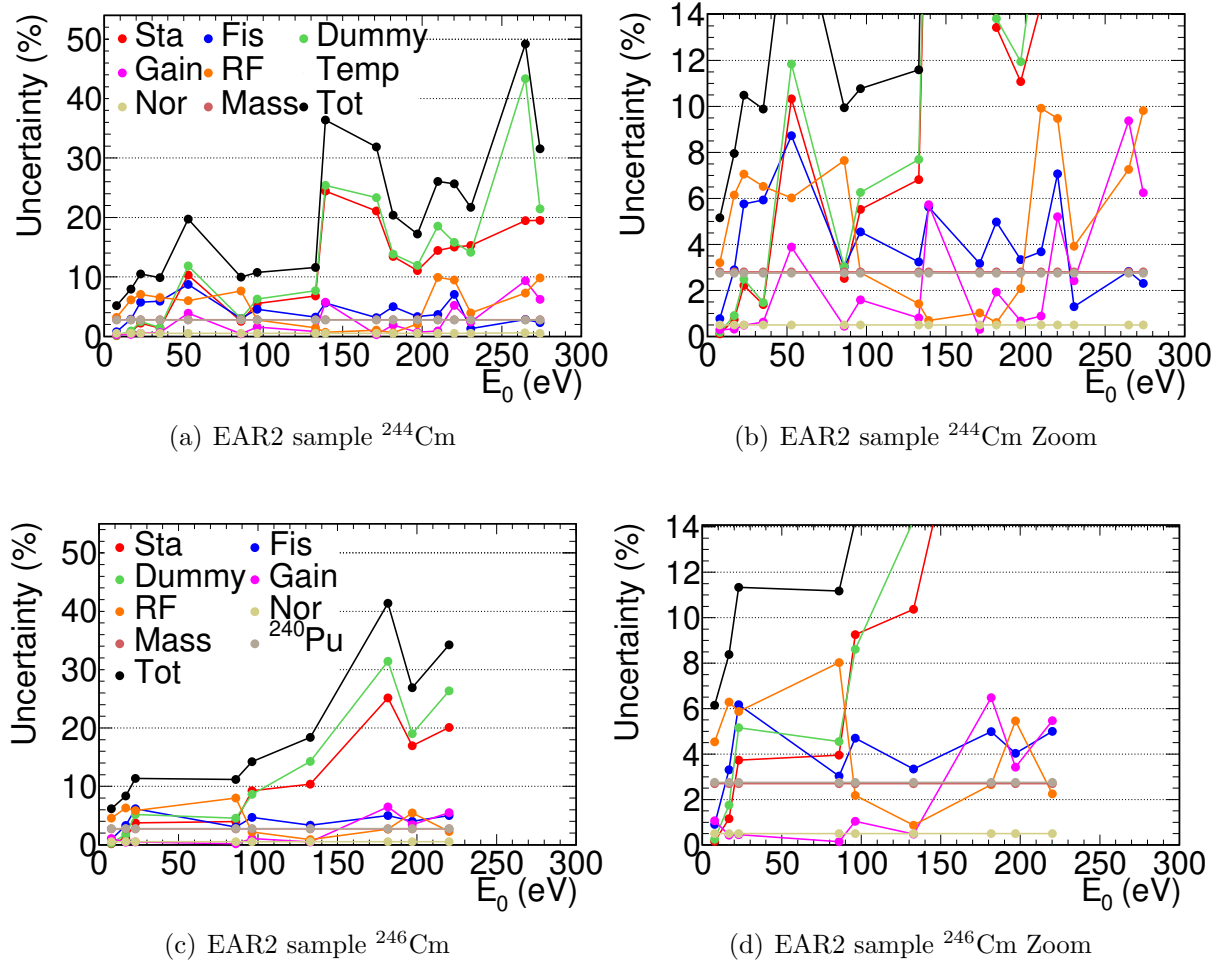 Uncertainty (%)
50
40
30
20
10
0
Sta Fis Dummy
Gain RF Temp
Nor Mass Tot
0 50 100 150 200 250 300
E0 (eV)
(a) EAR2 sample 244Cm
Uncertainty (%)
14
12
10
8
6
4
2
0
0 50 100 150 200 250 300
E0 (eV)
(b) EAR2 sample 244Cm Zoom
Uncertainty (%)
50
40
30
20
10
0
Sta Fis
Dummy Gain
RF Nor
Mass 240Pu
Tot
0 50 100 150 200 250 300
E0 (eV)
(c) EAR2 sample 246Cm
Uncertainty (%)
14
12
10
8
6
4
2
0
0 50 100 150 200 250 300
E0 (eV)
(d) EAR2 sample 246Cm Zoom